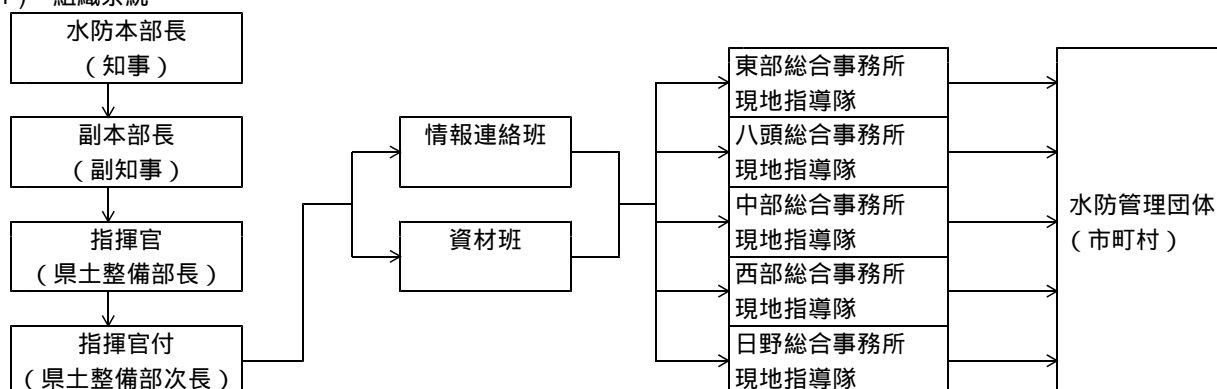 組織系統
水防本部長
(知事)
副本部長
(副知事)
指揮官
(県土整備部長)
指揮官付
(県土整備部次長)
情報連絡班
資材班
東部総合事務所
現地指導隊
八頭総合事務所
現地指導隊
中部総合事務所
現地指導隊
西部総合事務所
現地指導隊
日野総合事務所
現地指導隊
水防管理団体
(市町村)